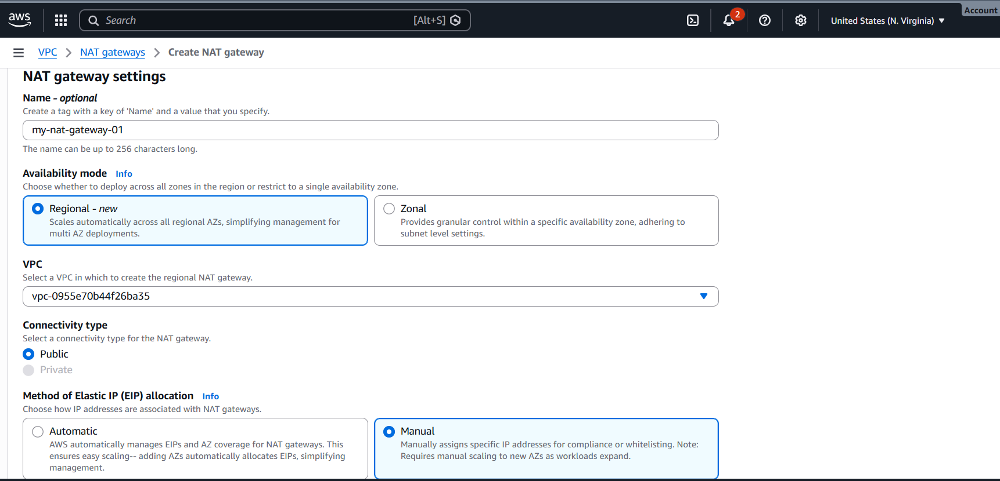 aws
Search
[Alt+S]
2
United States (N. Virginia)
Account
VPC > NAT gateways > Create NAT gateway
NAT gateway settings
Name - optional
Create a tag with a key of 'Name' and a value that you specify.
my-nat-gateway-01
The name can be up to 256 characters long.
Availability mode Info
Choose whether to deploy across all zones in the region or restrict to a single availability zone.
Regional - new
Scales automatically across all regional AZs, simplifying management for
multi AZ deployments.
Zonal
Provides granular control within a specific availability zone, adhering to
subnet level settings.
VPC
Select a VPC in which to create the regional NAT gateway.
vpc-0955e70b44f26ba35
Connectivity type
Select a connectivity type for the NAT gateway.
Public
Private
Method of Elastic IP (EIP) allocation Info
Choose how IP addresses are associated with NAT gateways.
Automatic
AWS automatically manages EIPs and AZ coverage for NAT gateways. This
ensures easy scaling-- adding AZs automatically allocates EIPs, simplifying
management.
Manual
Manually assigns specific IP addresses for compliance or whitelisting. Note:
Requires manual scaling to new AZs as workloads expand.